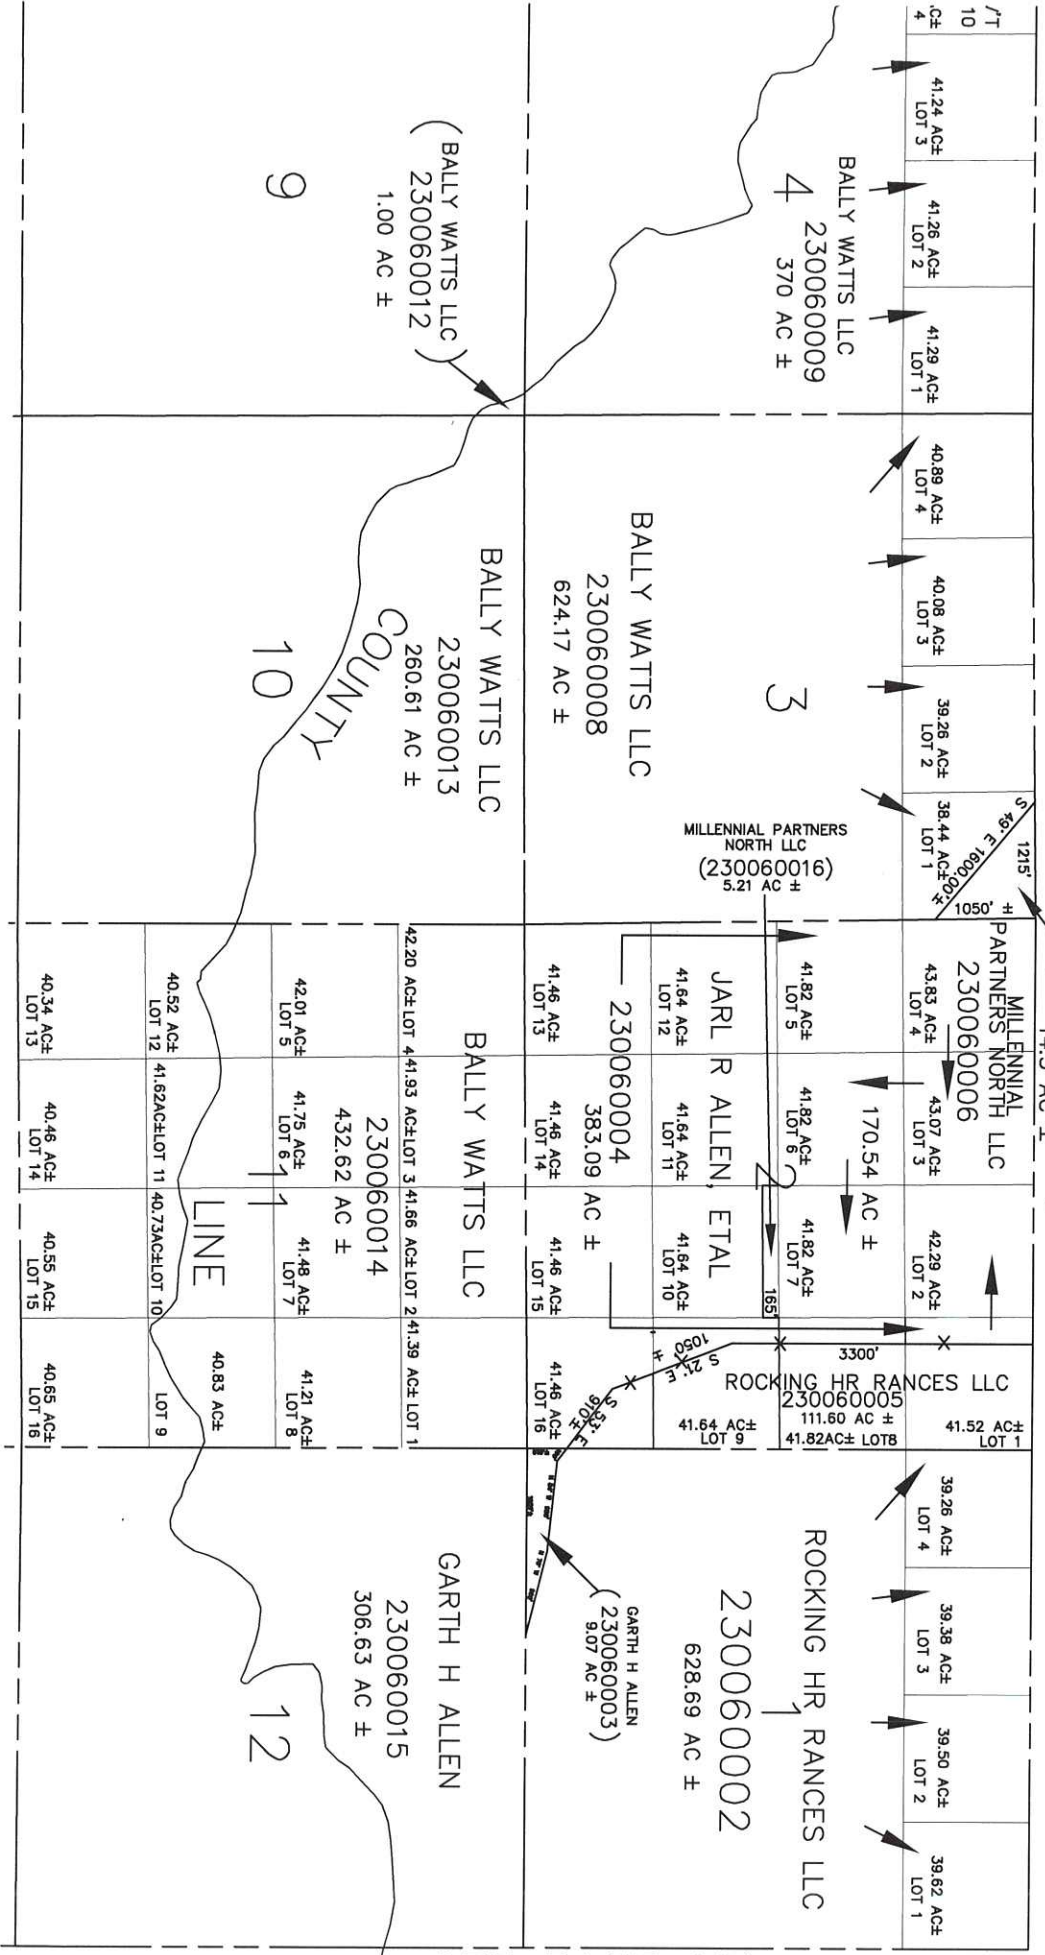 /'T
10
C±
4
41.24 AC±
LOT 3
41.26 AC±
LOT 2
41.29 AC±
LOT 1
40.89 AC±
LOT 4
40.08 AC±
LOT 3
39.26 AC±
LOT 2
38.44 AC±
LOT 1
S 49° E 1600.00'±
1215'
1050' ±
MILLENNIAL
PARTNERS NORTH LLC
230060006
43.83 AC±
LOT 4
43.07 AC±
LOT 3
42.29 AC±
LOT 2
170.54 AC ±
41.52 AC±
LOT 1
39.26 AC±
LOT 4
39.38 AC±
LOT 3
39.50 AC±
LOT 2
39.62 AC±
LOT 1
BALLY WATTS LLC
4
230060009
370 AC ±
3
BALLY WATTS LLC
230060008
624.17 AC ±
MILLENNIAL PARTNERS
NORTH LLC
(230060016)
5.21 AC ±
41.82 AC±
LOT 5
41.82 AC±
LOT 6
41.82 AC±
LOT 7
2
165'
3300'
ROCKING HR RANCES LLC
230060005
111.60 AC ±
41.82AC± LOT8
41.64 AC±
LOT 9
JARL R ALLEN, ETAL
41.64 AC±
LOT 12
41.64 AC±
LOT 11
41.64 AC±
LOT 10
230060004
383.09 AC ±
S 21° E
1050' ±
S 53° E
910'±
41.46 AC±
LOT 13
41.46 AC±
LOT 14
41.46 AC±
LOT 15
41.46 AC±
LOT 16
ROCKING HR RANCES LLC
1
230060002
628.69 AC ±
GARTH H ALLEN
(230060003)
9.07 AC ±
(BALLY WATTS LLC)
230060012
1.00 AC ±
9
BALLY WATTS LLC
230060013
260.61 AC ±
COUNTY
10
BALLY WATTS LLC
230060014
432.62 AC ±
42.20 AC± LOT 4
41.93 AC± LOT 3
41.66 AC± LOT 2
41.39 AC± LOT 1
42.01 AC±
LOT 5
41.75 AC±
LOT 6
41.48 AC±
LOT 7
41.21 AC±
LOT 8
11
LINE
40.52 AC±
LOT 12
41.62AC±LOT 11
40.73AC±LOT 10
40.83 AC±
LOT 9
40.34 AC±
LOT 13
40.46 AC±
LOT 14
40.55 AC±
LOT 15
40.65 AC±
LOT 16
GARTH H ALLEN
230060015
306.63 AC ±
12